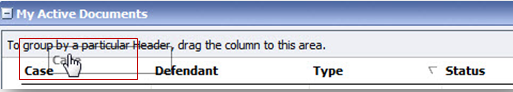 My Active Documents
To group by a particular Header, drag the column to this area.
Case
Case Defendant Type Status